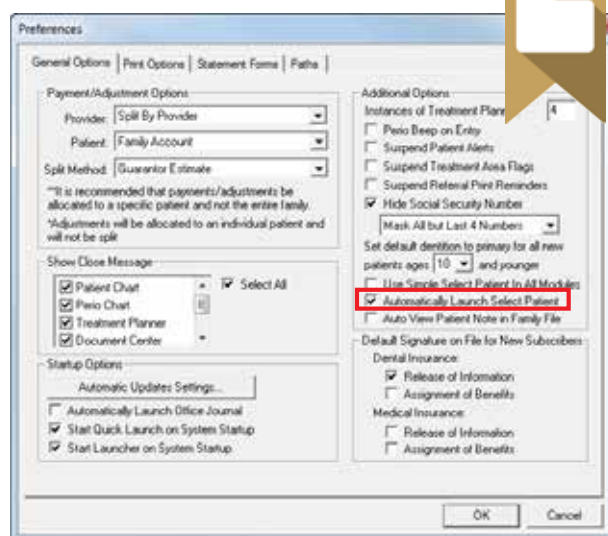 Preferences
General Options
Print Options
Statement Forms
Paths
Payment/Adjustment Options
Provider: Split By Provider
Patient: Family Account
Split Method: Guarantor Estimate
**It is recommended that payments/adjustments be
allocated to a specific patient and not the entire family.
*Adjustments will be allocated to an individual patient and
will not be split
Show Close Message
Patient Chart
Perio Chart
Treatment Planner
Document Center
Select All
Startup Options
Automatic Updates Settings...
Automatically Launch Office Journal
Start Quick Launch on System Startup
Start Launcher on System Startup
Additional Options
Instances of Treatment 4
Perio Beep on Entry
Suspend Patient Alerts
Suspend Treatment Area Flags
Suspend Referral Print Reminders
Hide Social Security Number
Mask All but Last 4 Numbers
Set default dentition to primary for all new
patients ages 10 and younger
Use Simple Select Patient In All Modules
Automatically Launch Select Patient
Auto View Patient Note in Family File
Default Signature on File for New Subscribers
Dental Insurance:
Release of Information
Assignment of Benefits
Medical Insurance:
Release of Information
Assignment of Benefits
OK
Cancel